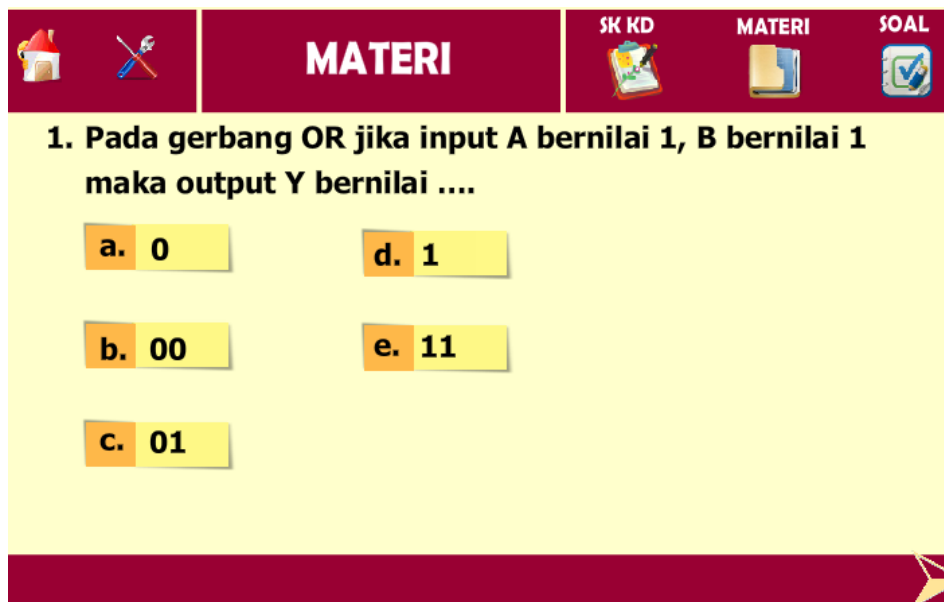 MATERI
SK KD
MATERI
SOAL
1. Pada gerbang OR jika input A bernilai 1, B bernilai 1
maka output Y bernilai ....
a. 0
b. 00
c. 01
d. 1
e. 11